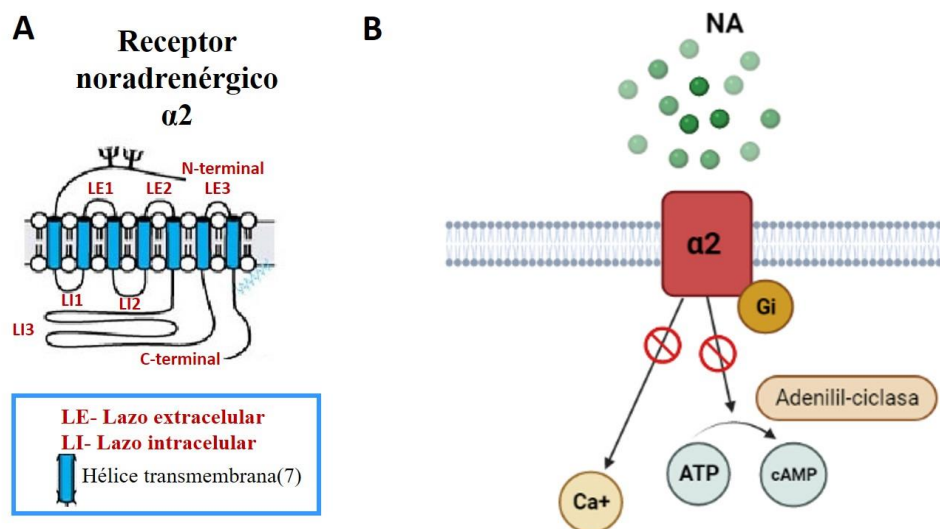 A
Receptor
noradrenérgico
α2
N-terminal
LE1
LE2
LE3
LI1
LI2
LI3
C-terminal
LE- Lazo extracelular
LI- Lazo intracelular
Hélice transmembrana(7)
B
NA
α2
Gi
Adenilil-ciclasa
ATP
cAMP
Ca+